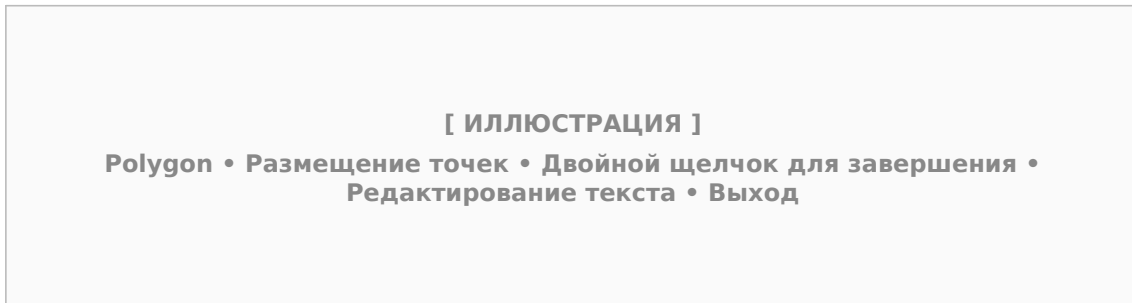 [ ИЛЛЮСТРАЦИЯ ]
Polygon • Размещение точек • Двойной щелчок для завершения •
Редактирование текста • Выход